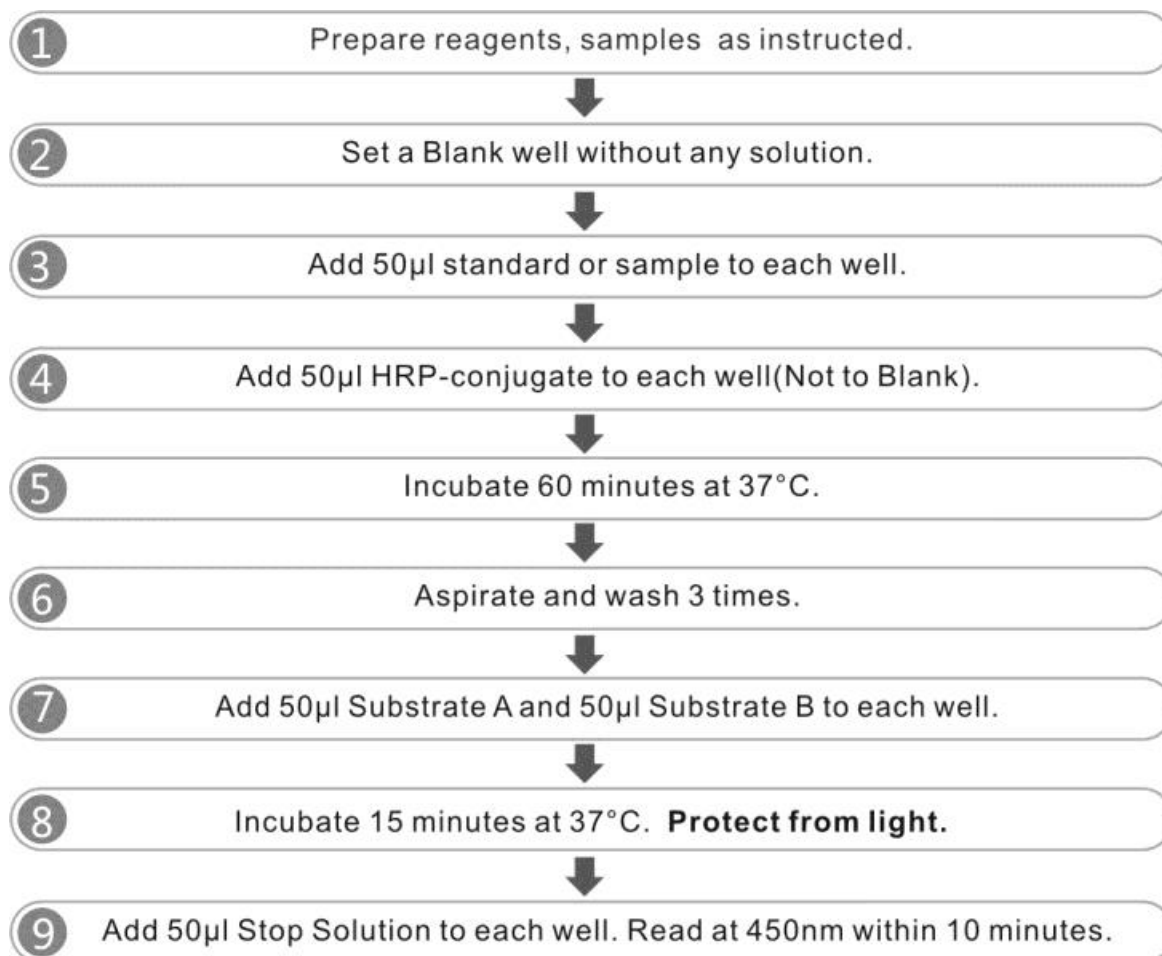 1 Prepare reagents, samples as instructed.
2 Set a Blank well without any solution.
3 Add 50µl standard or sample to each well.
4 Add 50µl HRP-conjugate to each well(Not to Blank).
5 Incubate 60 minutes at 37°C.
6 Aspirate and wash 3 times.
7 Add 50µl Substrate A and 50µl Substrate B to each well.
8 Incubate 15 minutes at 37°C. Protect from light.
9 Add 50µl Stop Solution to each well. Read at 450nm within 10 minutes.